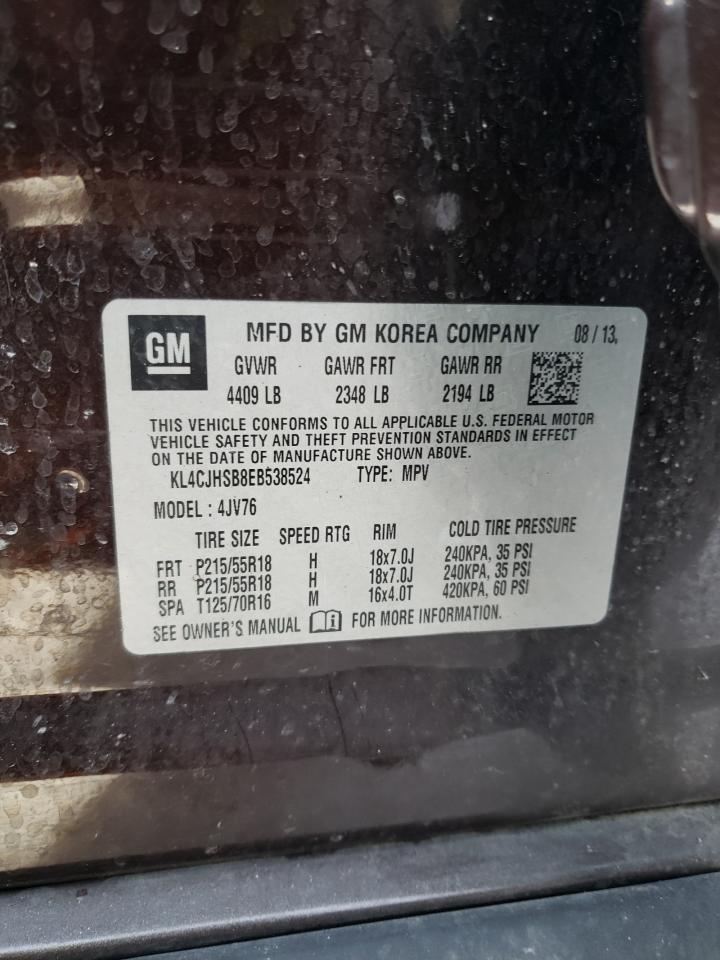 GM
MFD BY GM KOREA COMPANY 08 / 13,
GVWR GAWR FRT GAWR RR
4409 LB 2348 LB 2194 LB
THIS VEHICLE CONFORMS TO ALL APPLICABLE U.S. FEDERAL MOTOR
VEHICLE SAFETY AND THEFT PREVENTION STANDARDS IN EFFECT
ON THE DATE OF MANUFACTURE SHOWN ABOVE.
KL4CJHSB8EB538524 TYPE: MPV
MODEL : 4JV76
TIRE SIZE SPEED RTG RIM COLD TIRE PRESSURE
FRT P215/55R18 H 18x7.0J 240KPA, 35 PSI
RR P215/55R18 H 18x7.0J 240KPA, 35 PSI
SPA T125/70R16 M 16x4.0T 420KPA, 60 PSI
SEE OWNER'S MANUAL i FOR MORE INFORMATION.